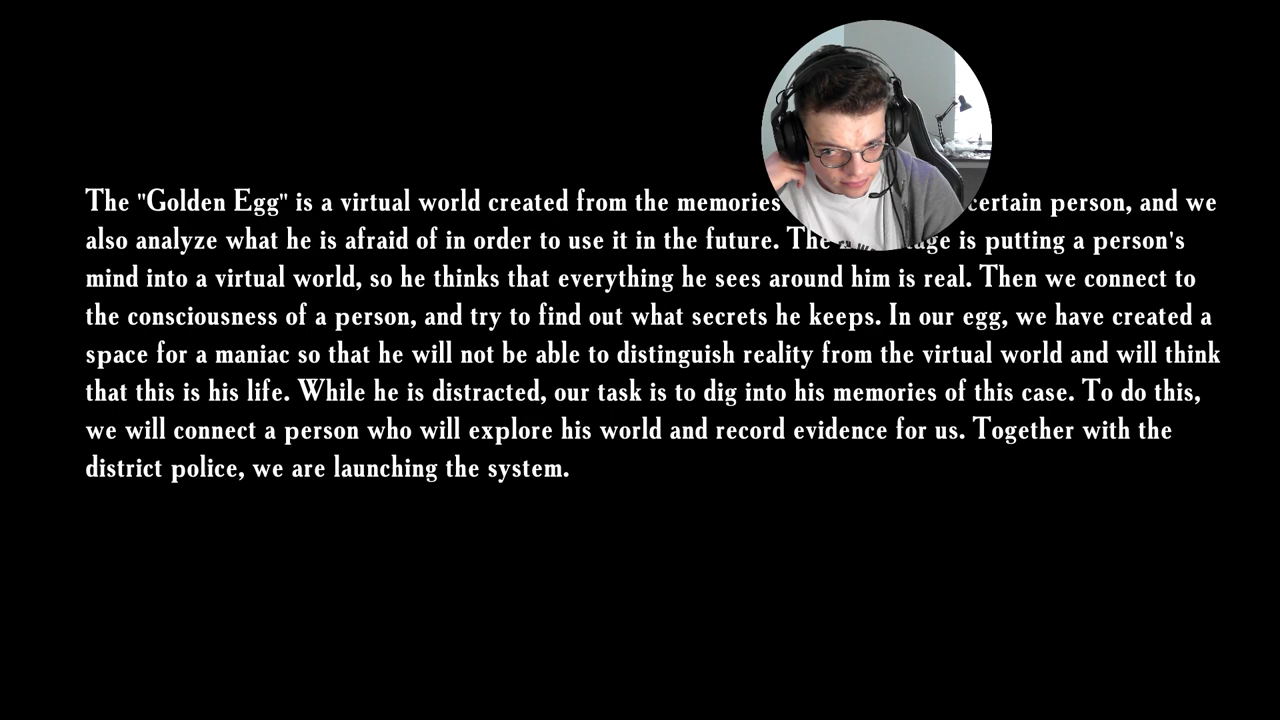 The "Golden Egg" is a virtual world created from the memories certain person, and we
also analyze what he is afraid of in order to use it in the future. The is putting a person's
mind into a virtual world, so he thinks that everything he sees around him is real. Then we connect to
the consciousness of a person, and try to find out what secrets he keeps. In our egg, we have created a
space for a maniac so that he will not be able to distinguish reality from the virtual world and will think
that this is his life. While he is distracted, our task is to dig into his memories of this case. To do this,
we will connect a person who will explore his world and record evidence for us. Together with the
district police, we are launching the system.